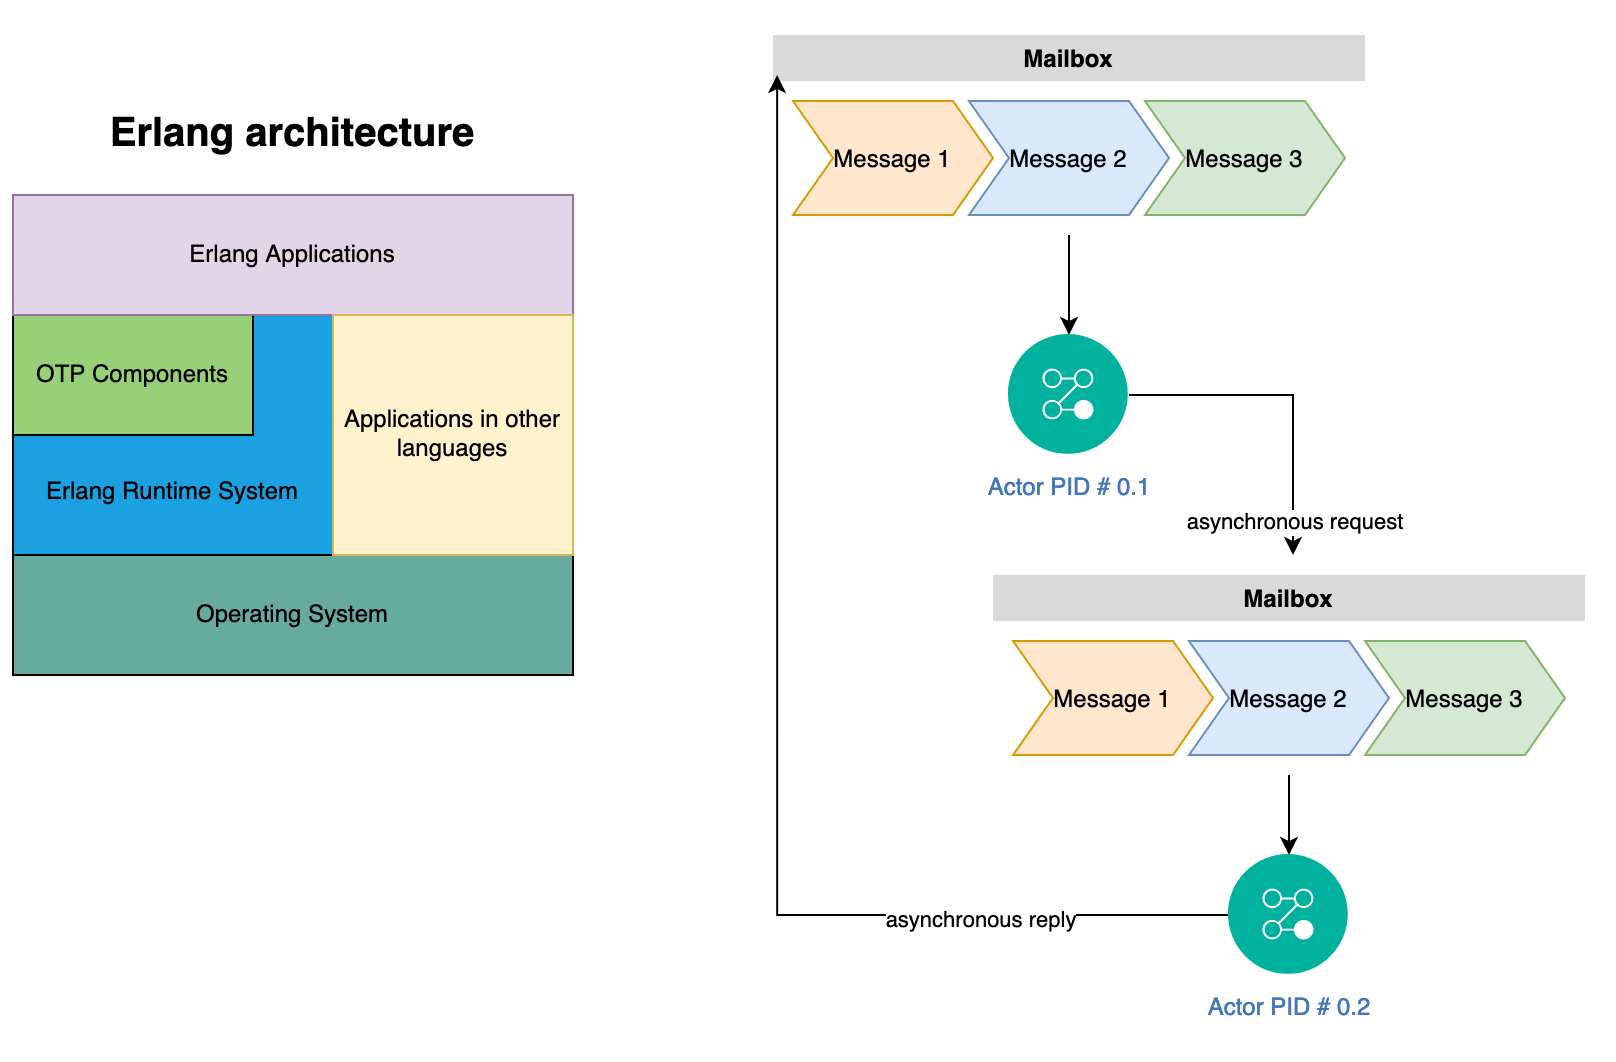 Erlang architecture
Erlang Applications
OTP Components
Applications in other
languages
Erlang Runtime System
Operating System
Mailbox
Message 1
Message 2
Message 3
Actor PID # 0.1
asynchronous request
Mailbox
Message 1
Message 2
Message 3
asynchronous reply
Actor PID # 0.2